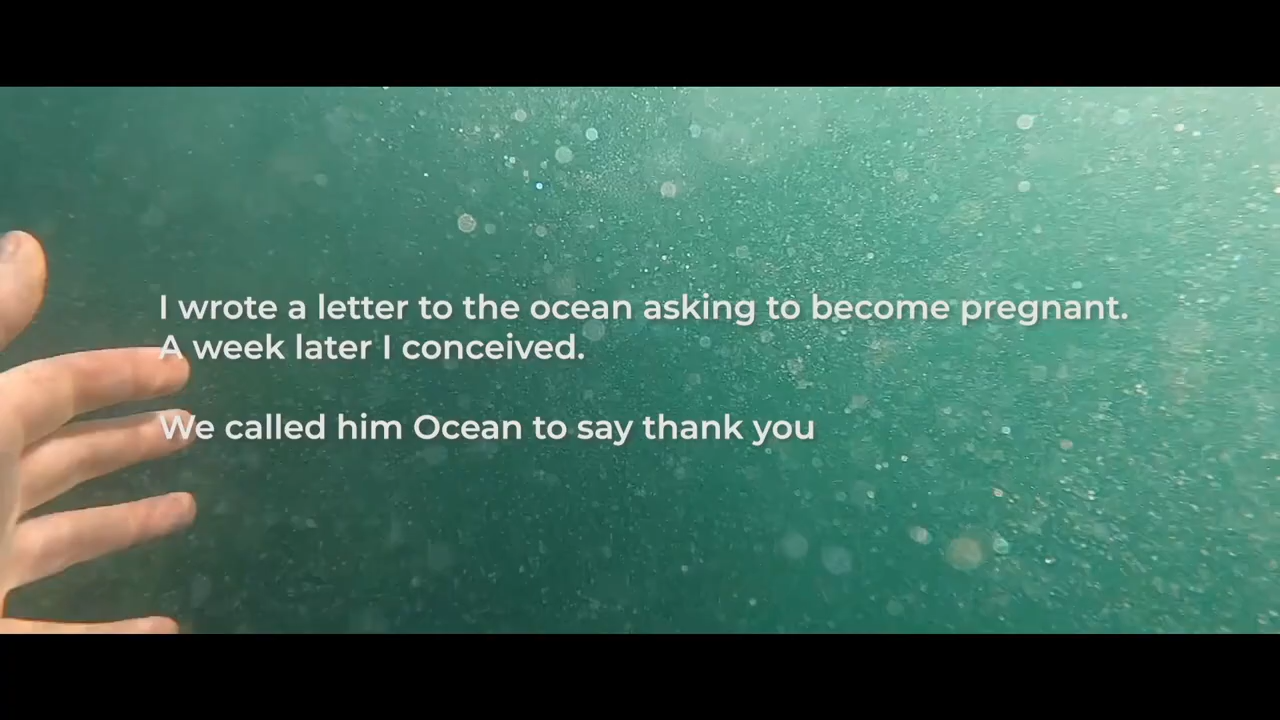 I wrote a letter to the ocean asking to become pregnant.
A week later I conceived.
We called him Ocean to say thank you